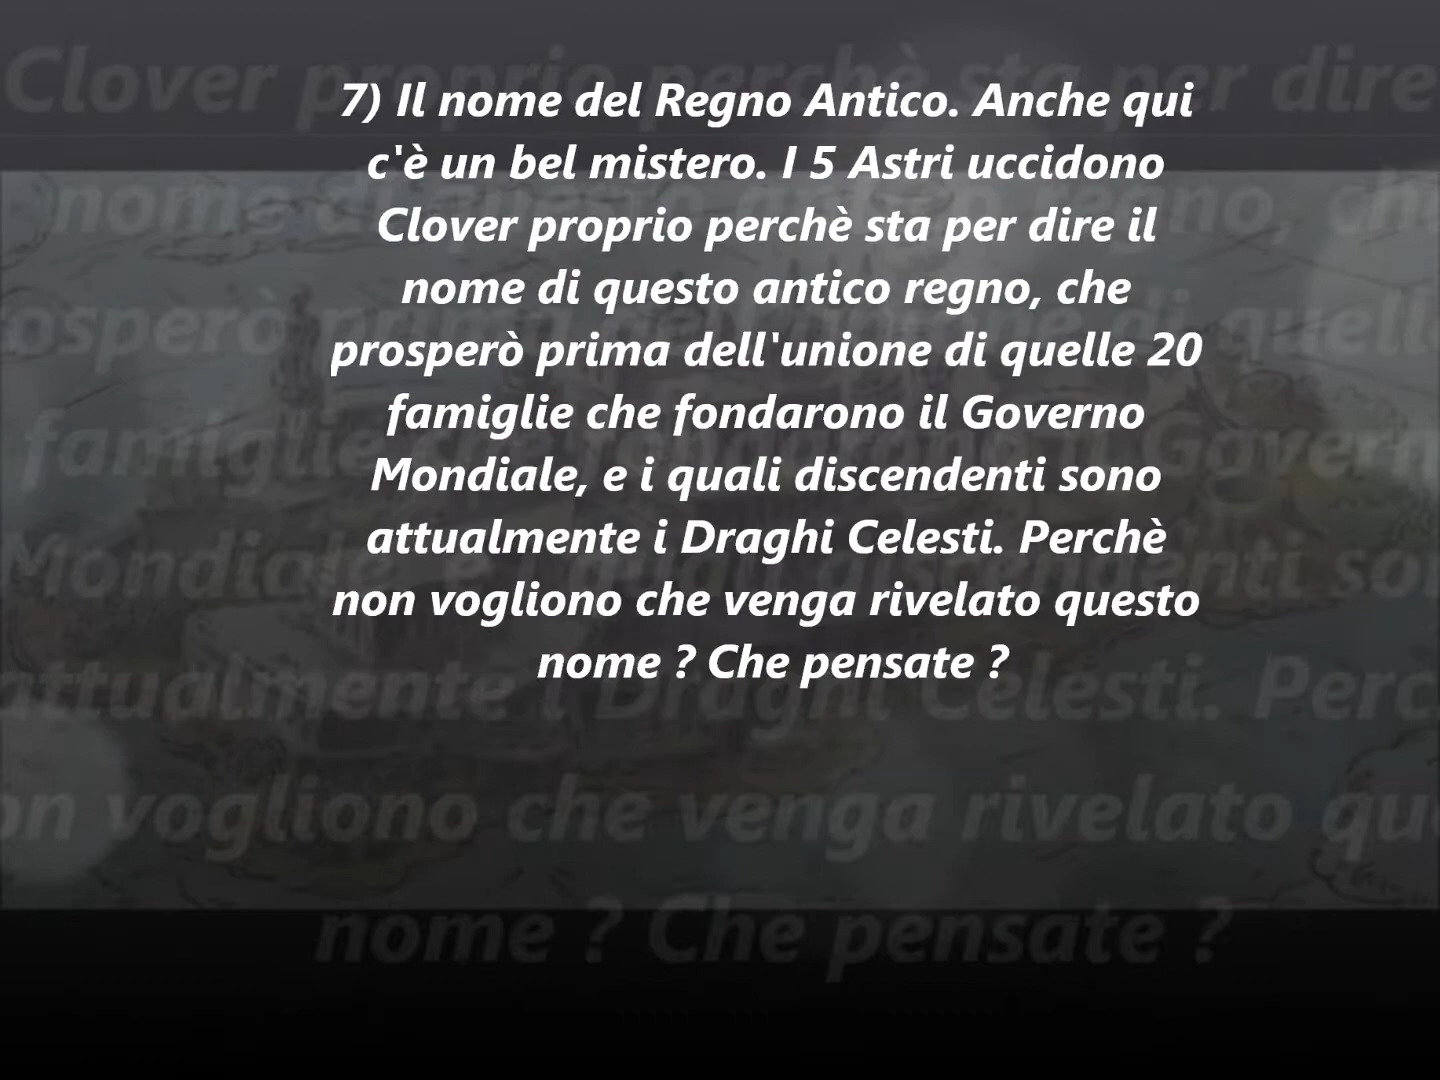 7) Il nome del Regno Antico. Anche qui
c'è un bel mistero. I 5 Astri uccidono
Clover proprio perchè sta per dire il
nome di questo antico regno, che
prosperò prima dell'unione di quelle 20
famiglie che fondarono il Governo
Mondiale, e i quali discendenti sono
attualmente i Draghi Celesti. Perchè
non vogliono che venga rivelato questo
nome ? Che pensate ?